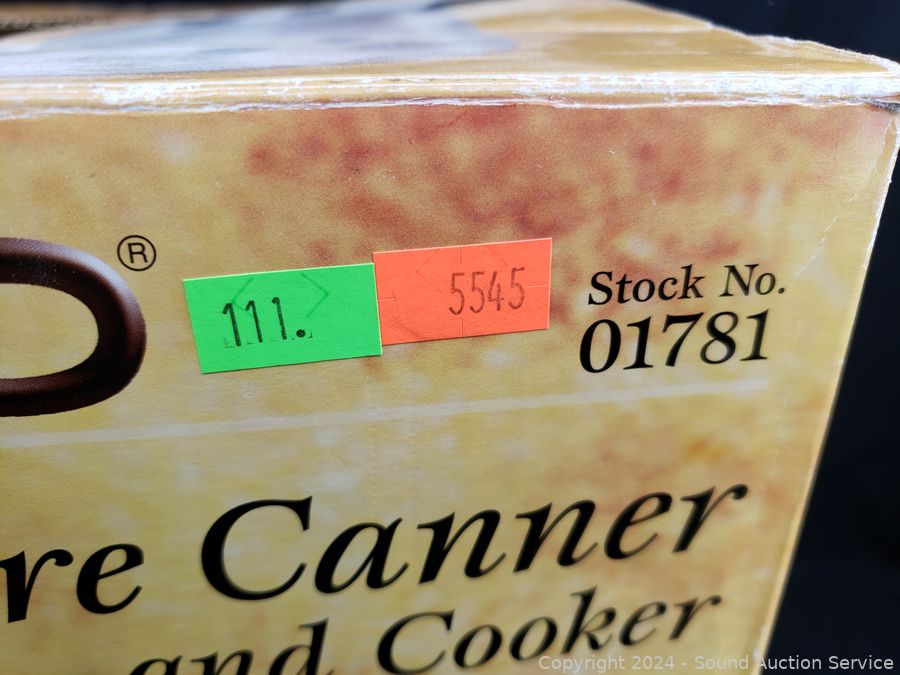 ®
111.
5545
Stock No.
01781
re Canner
and Cooker
Copyright 2024 - Sound Auction Service